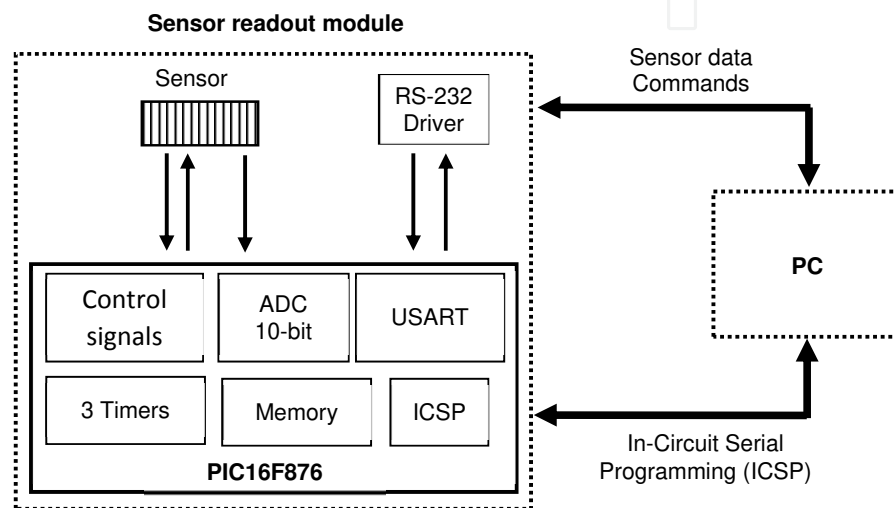 Sensor readout module
Sensor
RS-232
Driver
Sensor data
Commands
PC
Control
signals
ADC
10-bit
USART
3 Timers
Memory
ICSP
PIC16F876
In-Circuit Serial
Programming (ICSP)